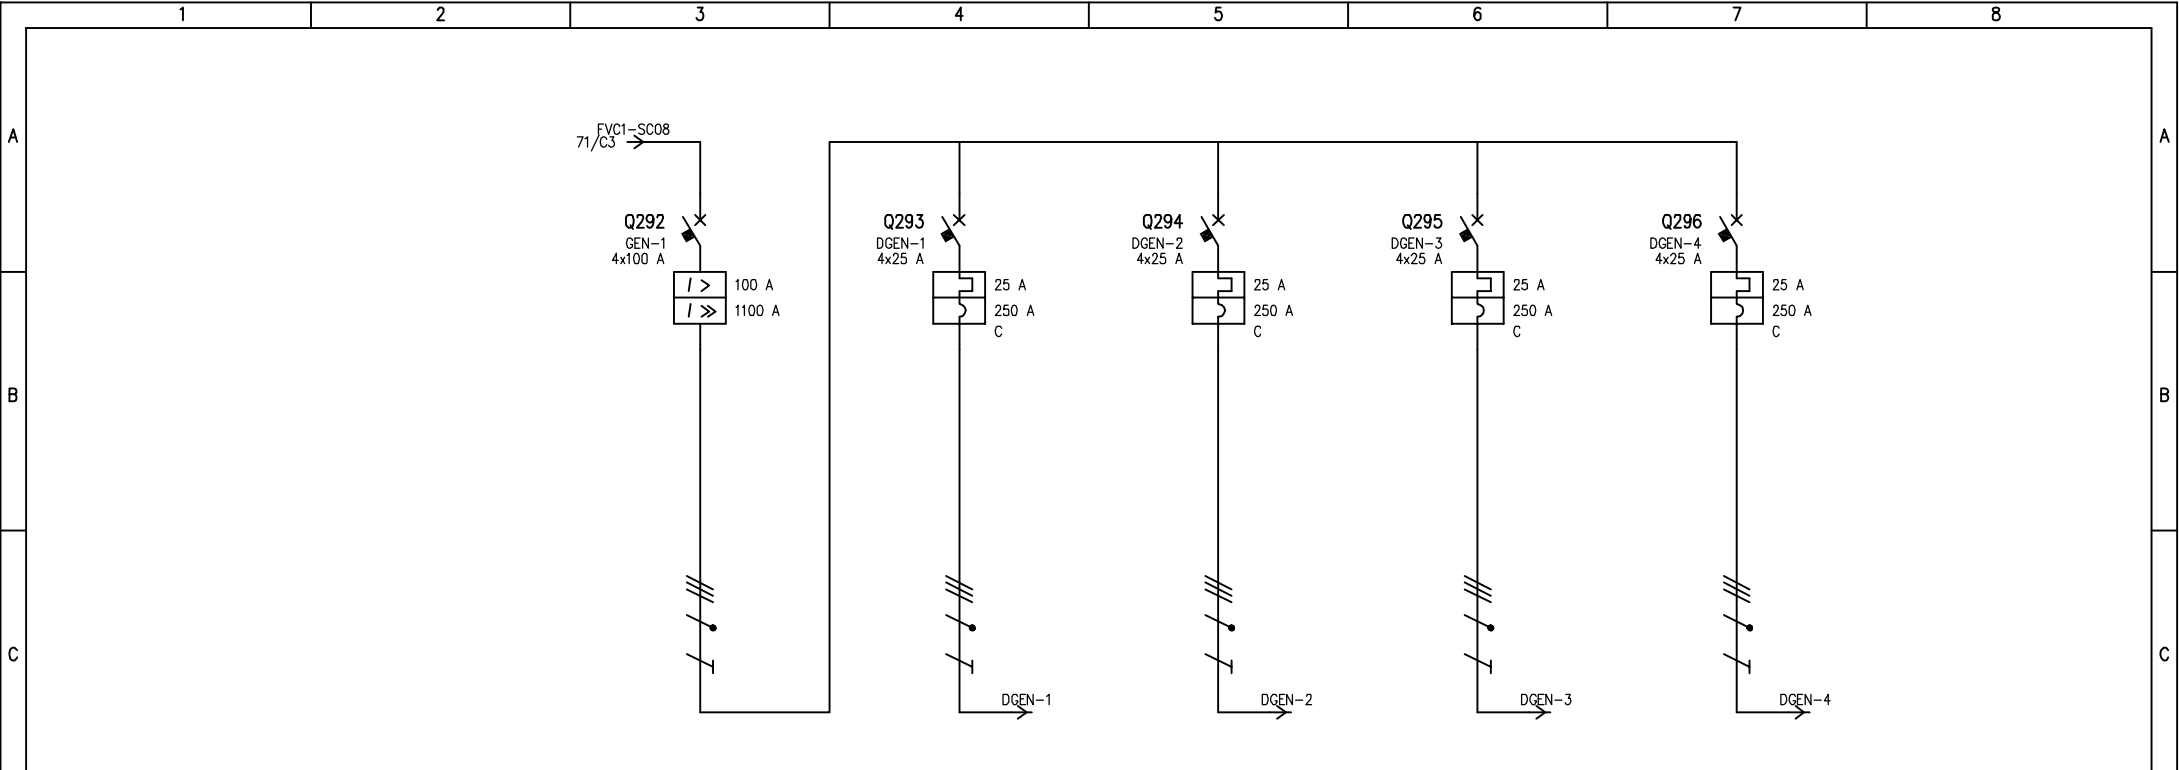 1 2 3 4 5 6 7 8
A A
FVC1-SC08
71/C3
Q292 Q293 Q294 Q295 Q296
GEN-1 DGEN-1 DGEN-2 DGEN-3 DGEN-4
4x100 A 4x25 A 4x25 A 4x25 A 4x25 A
I > 100 A 25 A 25 A 25 A 25 A
I >> 1100 A 250 A 250 A 250 A 250 A
C C C C
B B
C C
DGEN-1 DGEN-2 DGEN-3 DGEN-4